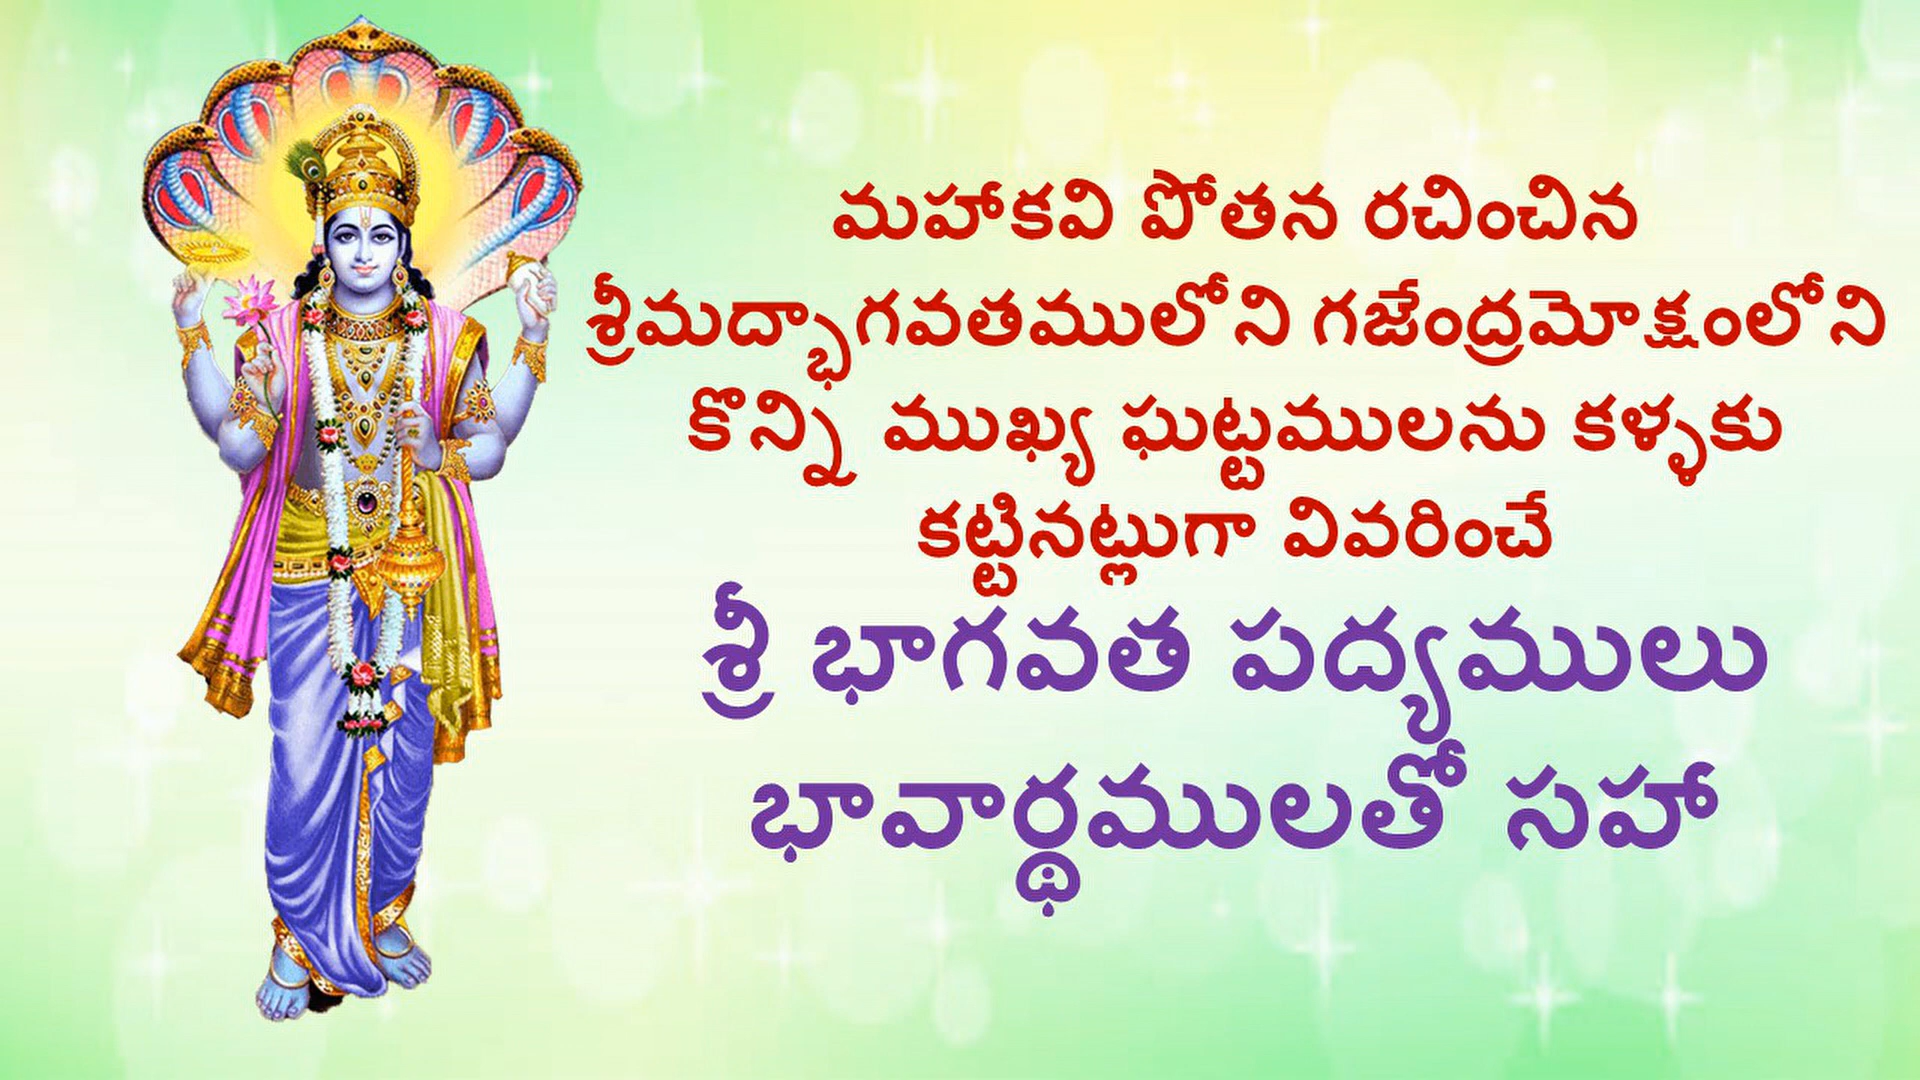 మహాకవి పోతన రచించిన
శ్రీమద్భాగవతములోని గజేంద్రమోక్షంలోని
కొన్ని ముఖ్య ఘట్టములను కళ్ళకు
కట్టినట్లుగా వివరించే
శ్రీ భాగవత పద్యములు
భావార్థములతో సహా